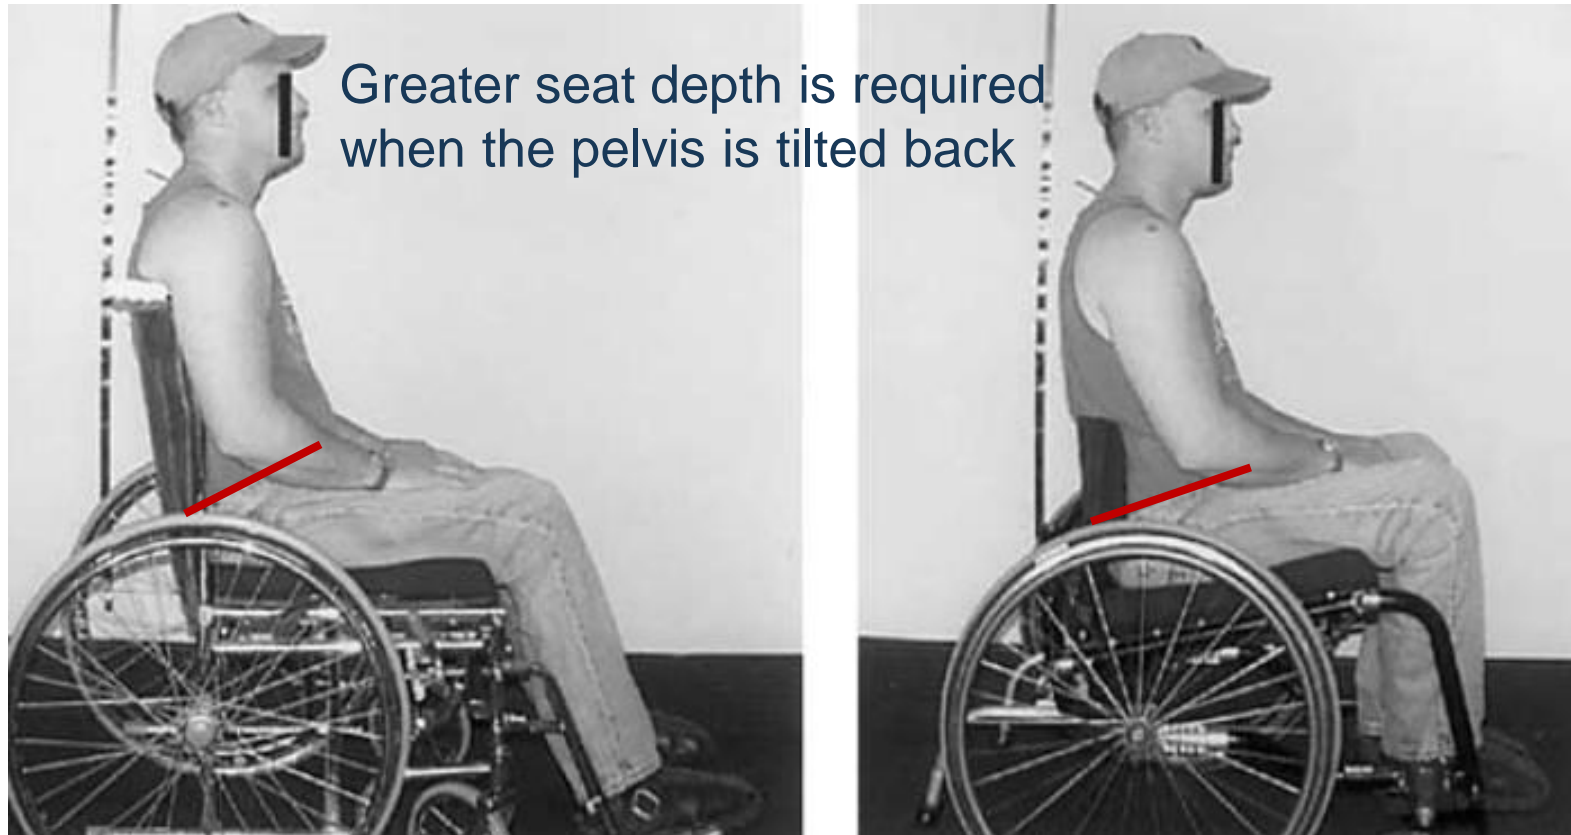 Greater seat depth is required
when the pelvis is tilted back